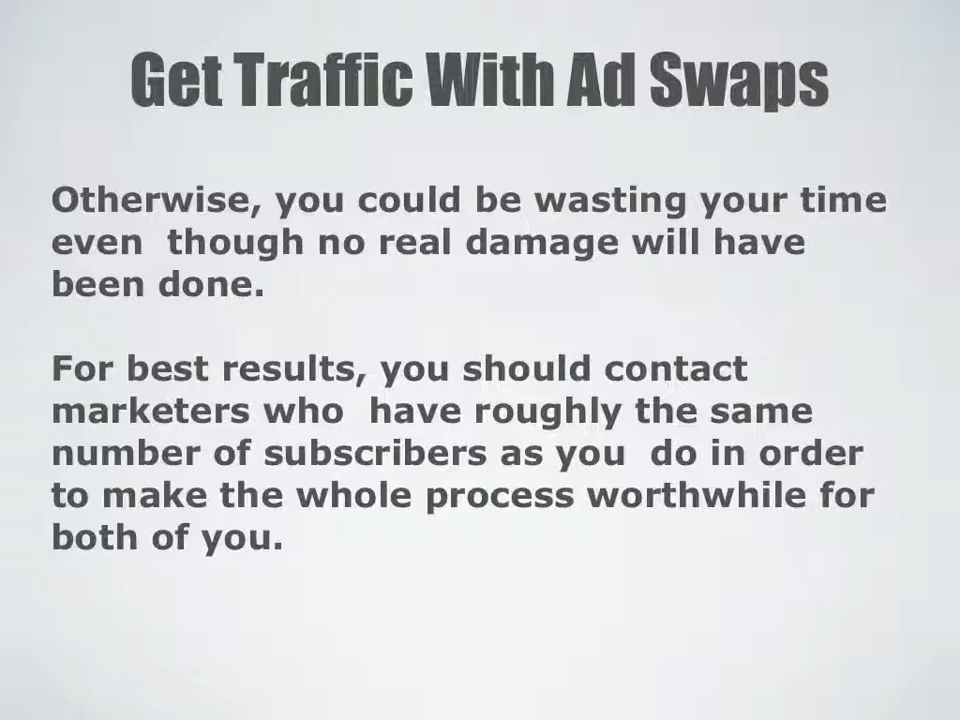 Get Traffic With Ad Swaps
Otherwise, you could be wasting your time
even  though no real damage will have
been done.
For best results, you should contact
marketers who  have roughly the same
number of subscribers as you  do in order
to make the whole process worthwhile for
both of you.